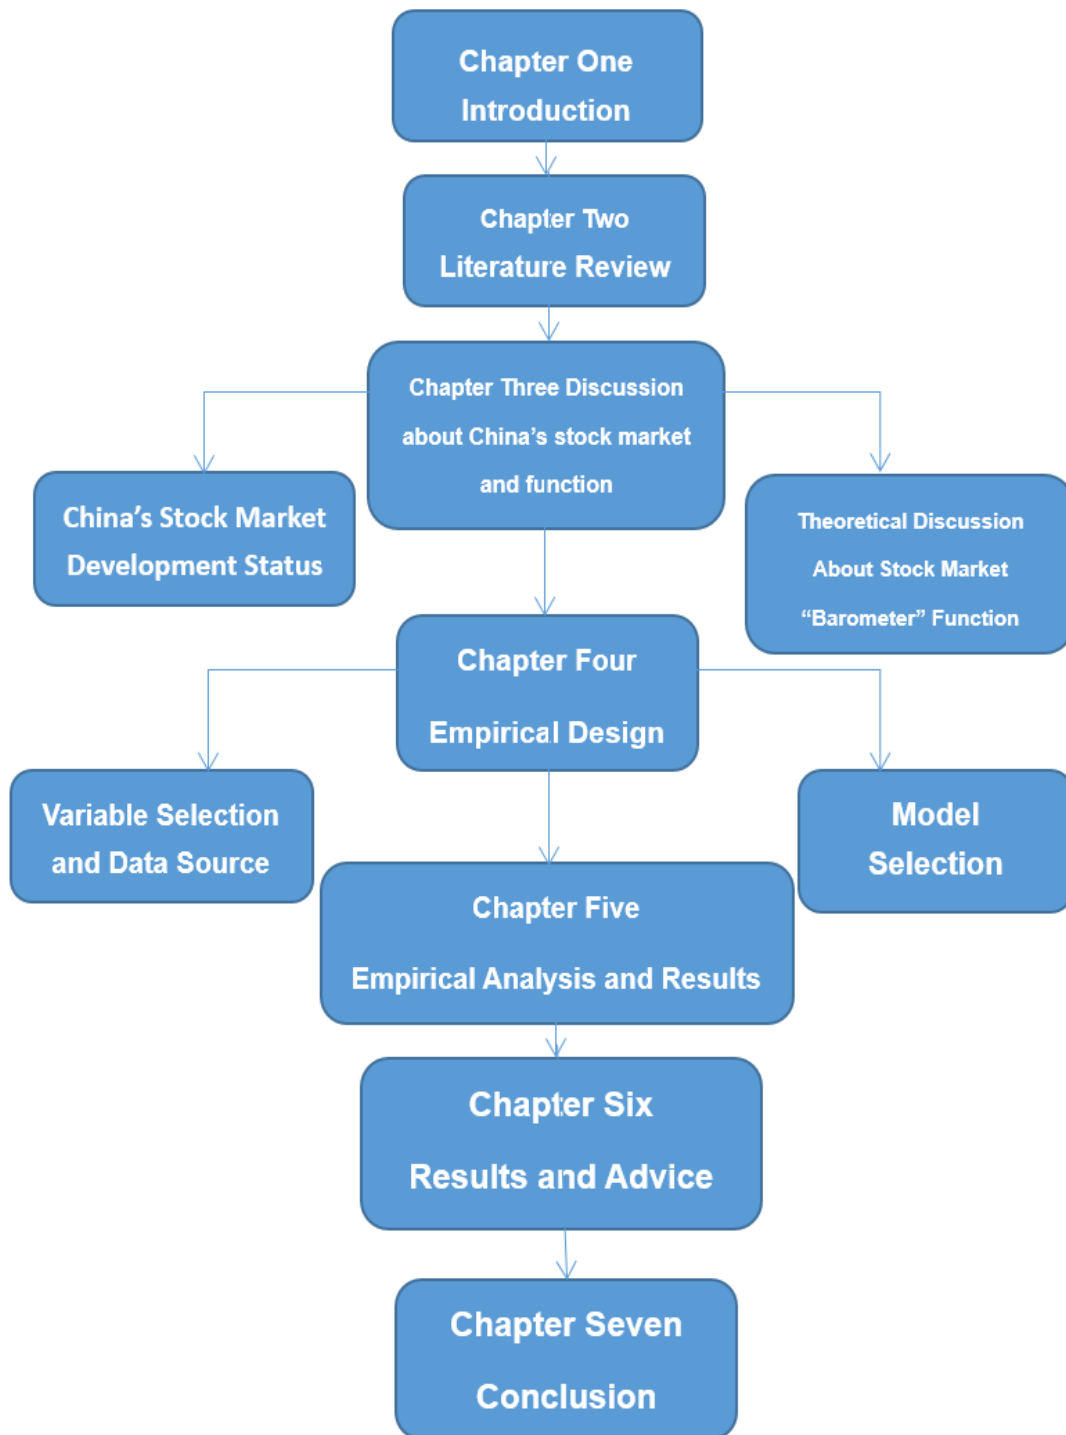 Chapter One
Introduction
Chapter Two
Literature Review
Chapter Three Discussion
about China’s stock market
and function
China’s Stock Market
Development Status
Theoretical Discussion
About Stock Market
“Barometer” Function
Chapter Four
Empirical Design
Variable Selection
and Data Source
Model
Selection
Chapter Five
Empirical Analysis and Results
Chapter Six
Results and Advice
Chapter Seven
Conclusion